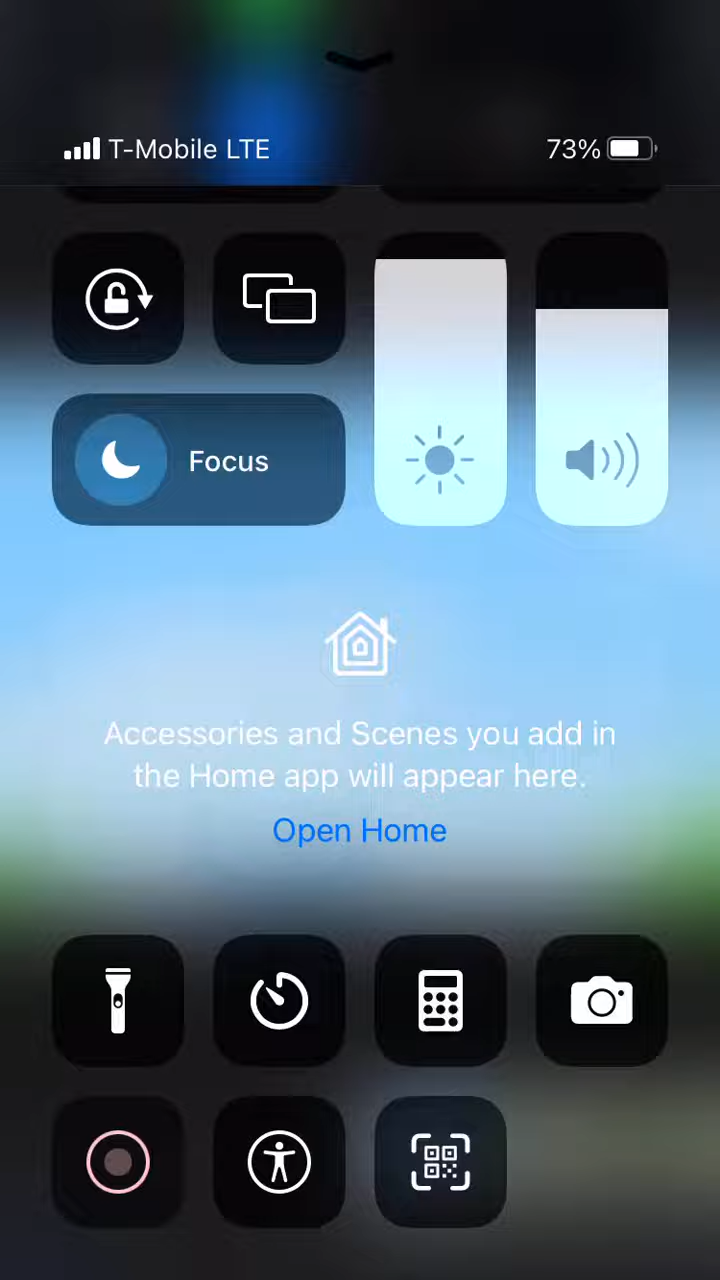 T-Mobile LTE 73%
Focus
Accessories and Scenes you add in
the Home app will appear here.
Open Home